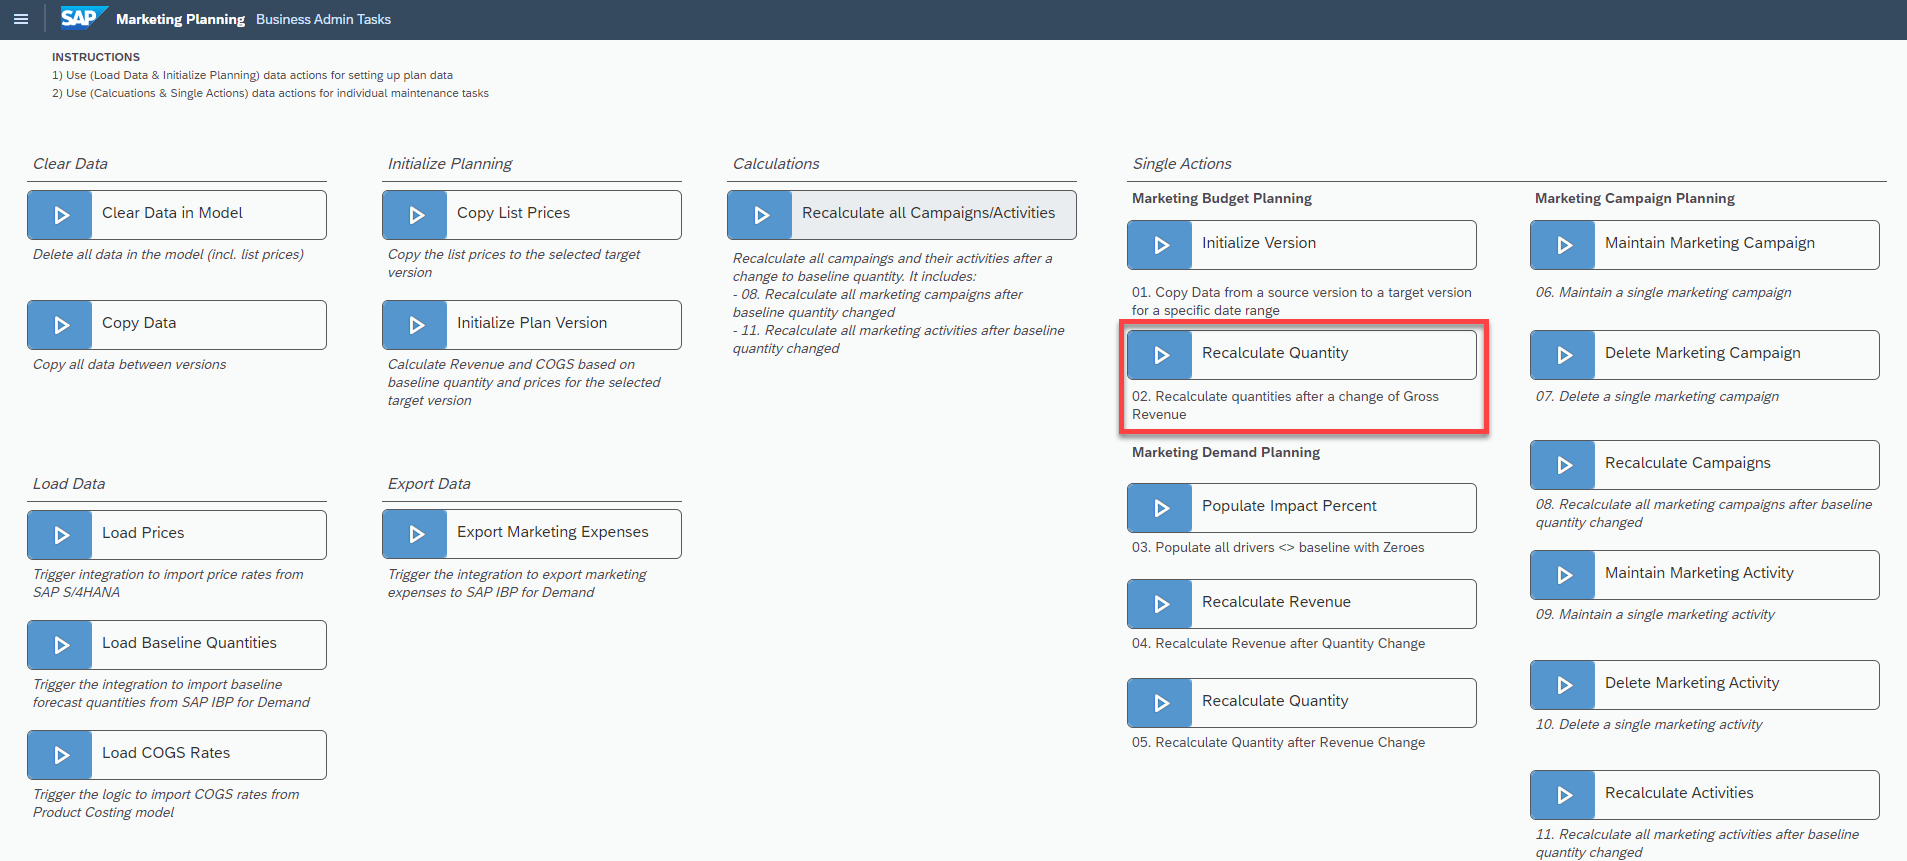 SAP Marketing Planning Business Admin Tasks
INSTRUCTIONS
1) Use (Load Data & Initialize Planning) data actions for setting up plan data
2) Use (Calcuations & Single Actions) data actions for individual maintenance tasks
Clear Data
Clear Data in Model
Delete all data in the model (incl. list prices)
Copy Data
Copy all data between versions
Initialize Planning
Copy List Prices
Copy the list prices to the selected target
version
Initialize Plan Version
Calculate Revenue and COGS based on
baseline quantity and prices for the selected
target version
Calculations
Recalculate all Campaigns/Activities
Recalculate all campaings and their activities after a
change to baseline quantity. It includes:
- 08. Recalculate all marketing campaigns after
baseline quantity changed
- 11. Recalculate all marketing activities after baseline
quantity changed
Load Data
Load Prices
Trigger integration to import price rates from
SAP S/4HANA
Load Baseline Quantities
Trigger the integration to import baseline
forecast quantities from SAP IBP for Demand
Load COGS Rates
Trigger the logic to import COGS rates from
Product Costing model
Export Data
Export Marketing Expenses
Trigger the integration to export marketing
expenses to SAP IBP for Demand
Single Actions
Marketing Budget Planning
Initialize Version
01. Copy Data from a source version to a target version
for a specific date range
Recalculate Quantity
02. Recalculate quantities after a change of Gross
Revenue
Marketing Demand Planning
Populate Impact Percent
03. Populate all drivers <> baseline with Zeroes
Recalculate Revenue
04. Recalculate Revenue after Quantity Change
Recalculate Quantity
05. Recalculate Quantity after Revenue Change
Marketing Campaign Planning
Maintain Marketing Campaign
06. Maintain a single marketing campaign
Delete Marketing Campaign
07. Delete a single marketing campaign
Recalculate Campaigns
08. Recalculate all marketing campaigns after baseline
quantity changed
Maintain Marketing Activity
09. Maintain a single marketing activity
Delete Marketing Activity
10. Delete a single marketing activity
Recalculate Activities
11. Recalculate all marketing activities after baseline
quantity changed